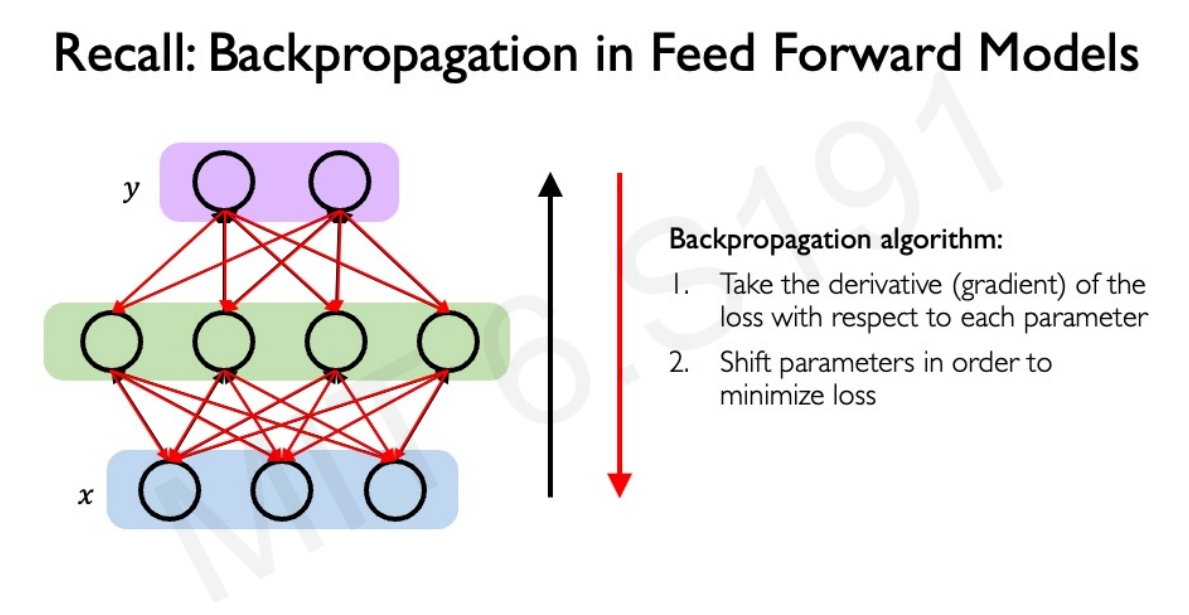 Recall: Backpropagation in Feed Forward Models
y
x
Backpropagation algorithm:
1. Take the derivative (gradient) of the
loss with respect to each parameter
2. Shift parameters in order to
minimize loss
MIT 6.S191